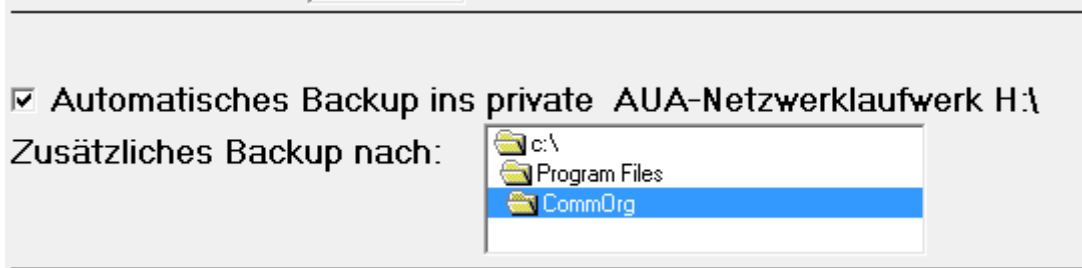 Automatisches Backup ins private AUA-Netzwerklaufwerk H:\
Zusätzliches Backup nach:
c:\
Program Files
CommOrg